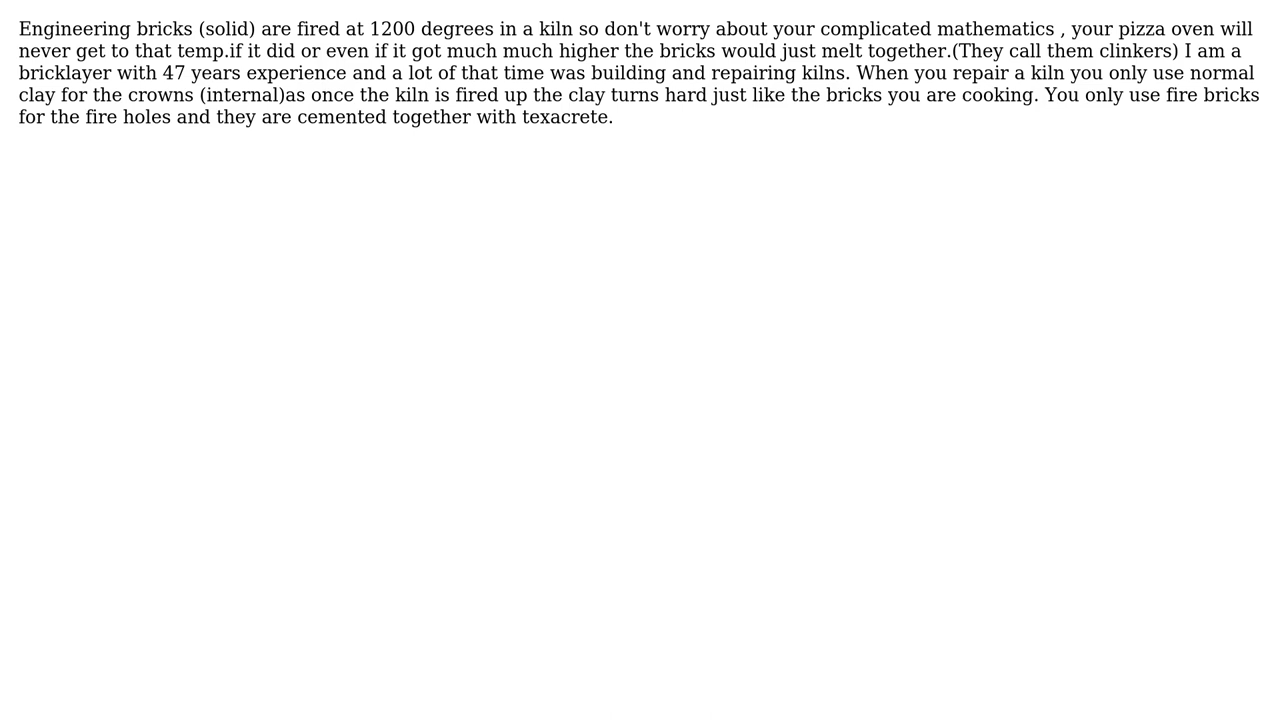 Engineering bricks (solid) are fired at 1200 degrees in a kiln so don't worry about your complicated mathematics , your pizza oven will
never get to that temp.if it did or even if it got much much higher the bricks would just melt together.(They call them clinkers) I am a
bricklayer with 47 years experience and a lot of that time was building and repairing kilns. When you repair a kiln you only use normal
clay for the crowns (internal)as once the kiln is fired up the clay turns hard just like the bricks you are cooking. You only use fire bricks
for the fire holes and they are cemented together with texacrete.